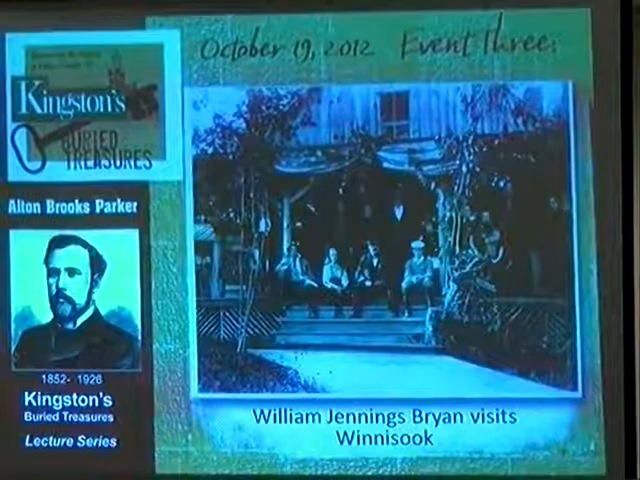 October 19, 2012 Event Three:
Kingston's
BURIED
TREASURES
Alton Brooks Parker
1852- 1926
Kingston's
Buried Treasures
Lecture Series
William Jennings Bryan visits
Winnisook